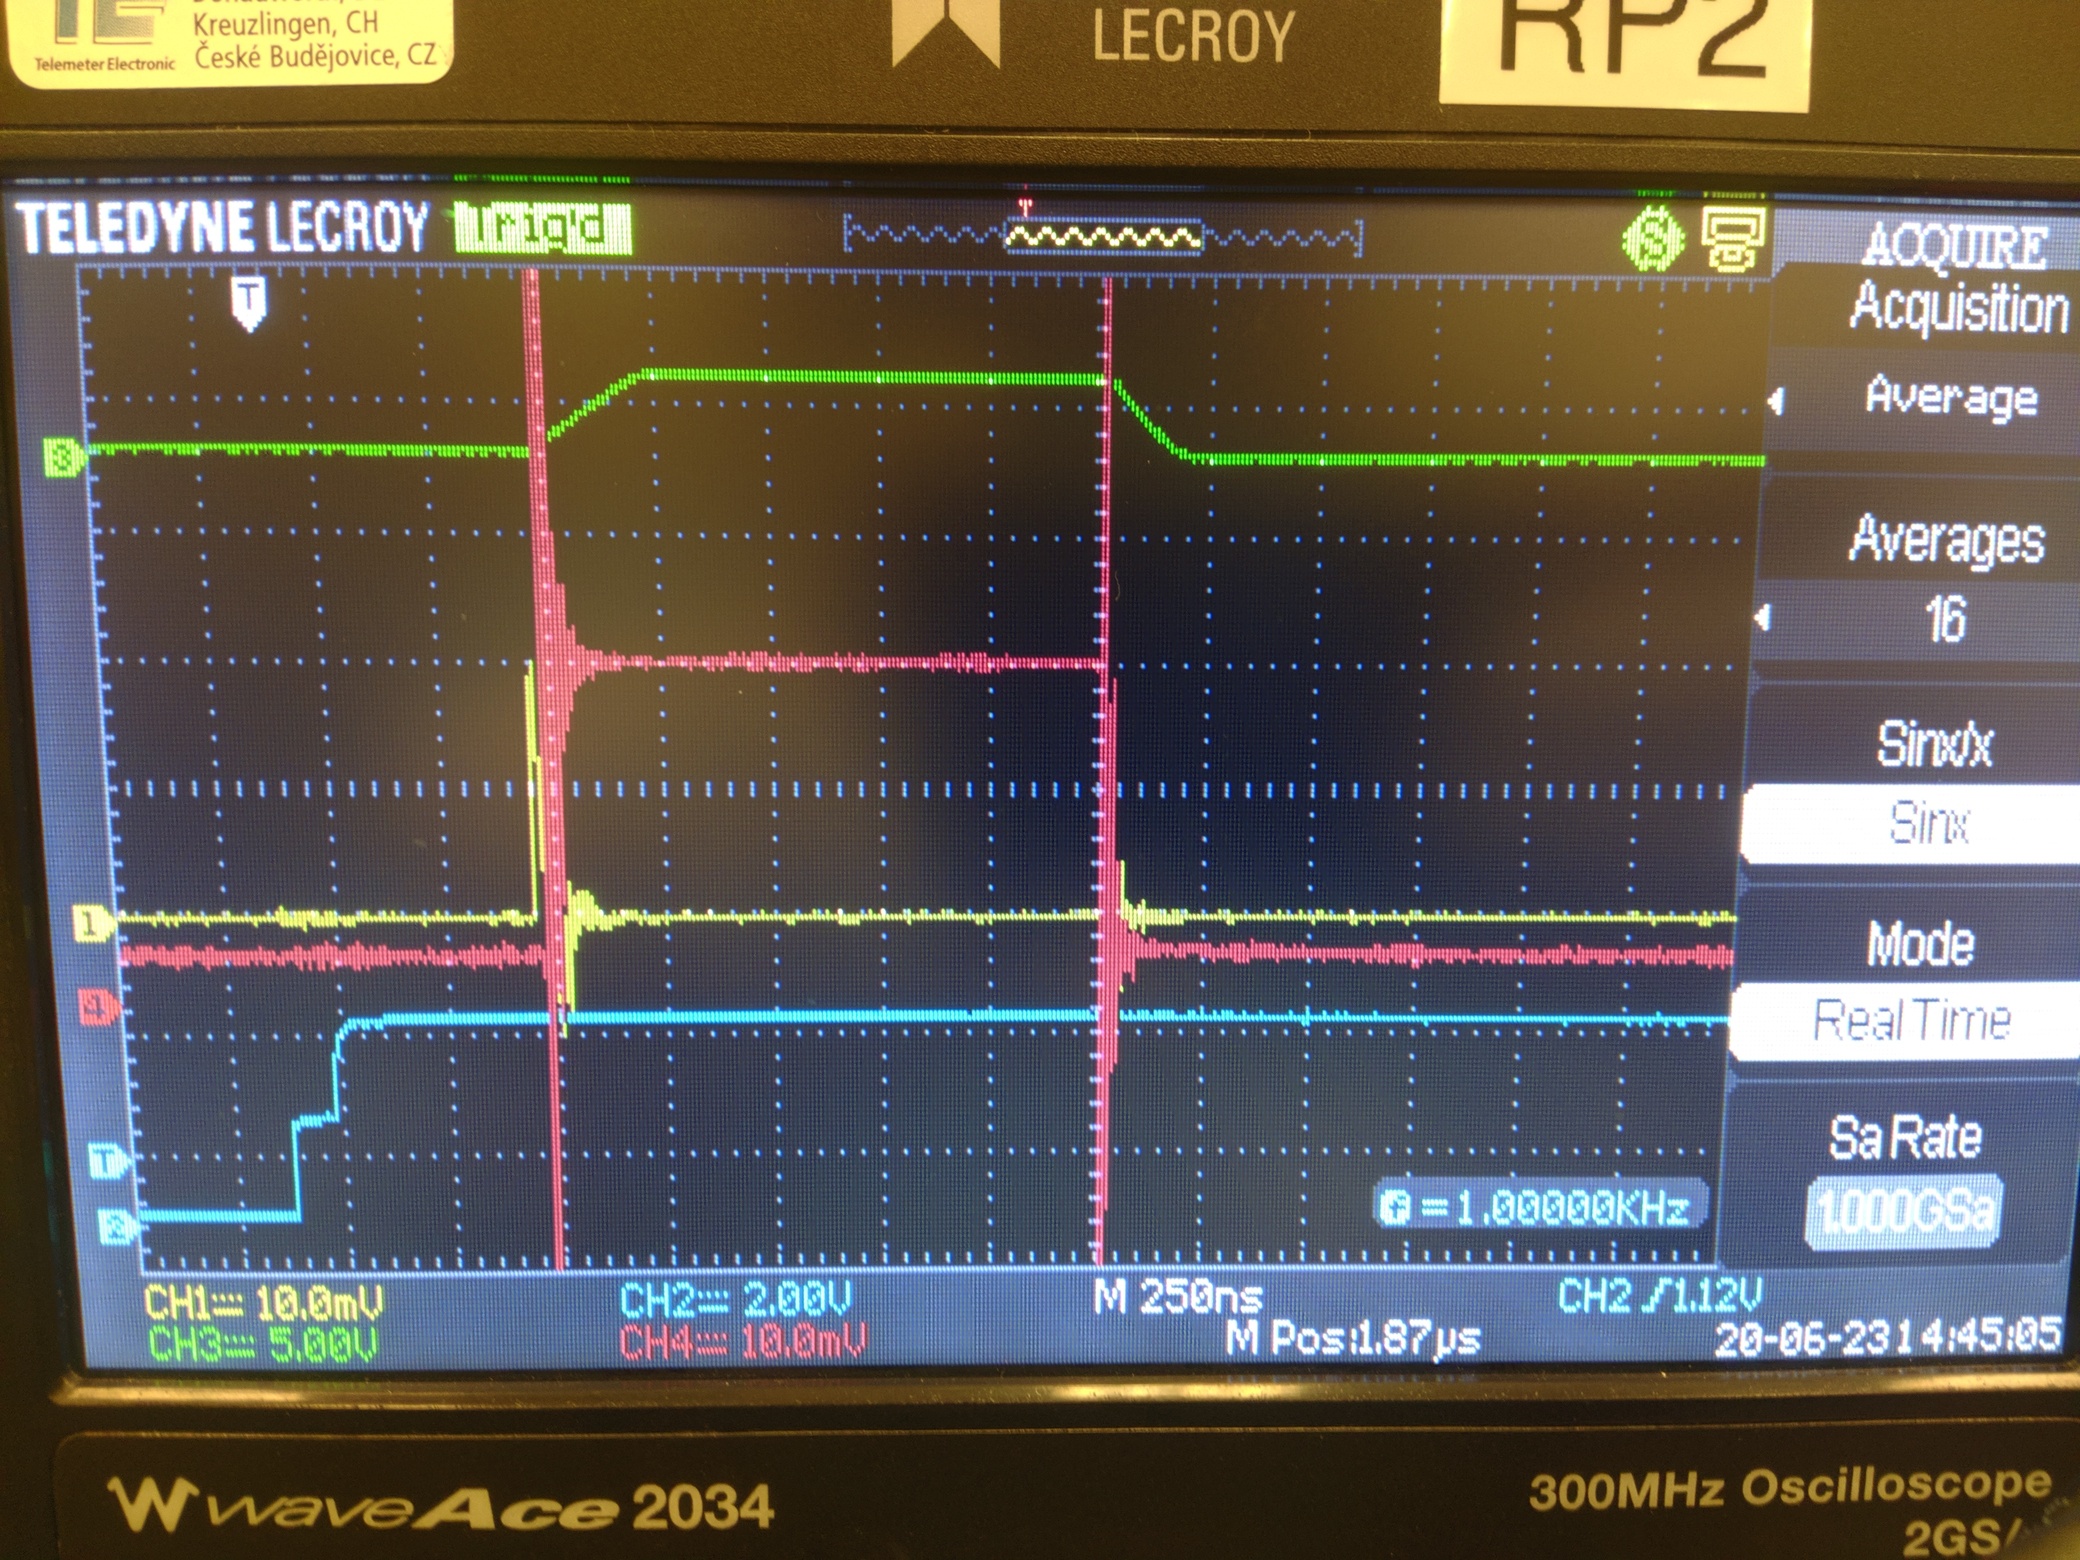 Kreuzlingen, CH
České Budějovice, CZ
Telemeter Electronic
LECROY
RP2
TELEDYNE LECROY
Trig'd
T
T
S
ACQUIRE
Acquisition
Average
Averages
16
Sinx/x
Sinx
Mode
Real Time
Sa Rate
1.000GSa
3
1
4
T
2
f = 1.00000KHz
CH1 10.0mV
CH2 2.00V
M 250ns
CH2 /1.12V
CH3 5.00V
CH4 10.0mV
M Pos:1.87µs
20-06-23 14:45:05
W waveAce 2034
300MHz Oscilloscope
2GS/